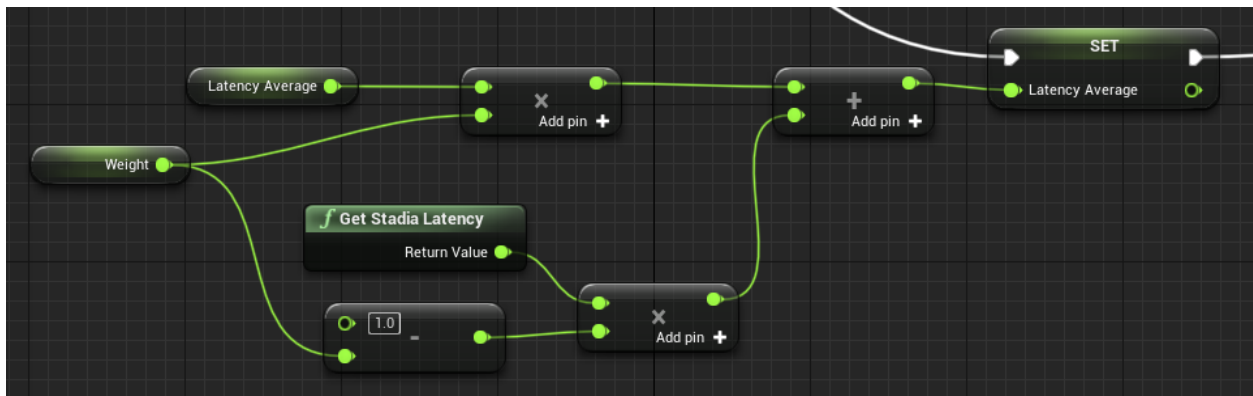 SET
Latency Average
×
Add pin +
+
Add pin +
Latency Average
Weight
f Get Stadia Latency
Return Value
1.0
-
×
Add pin +